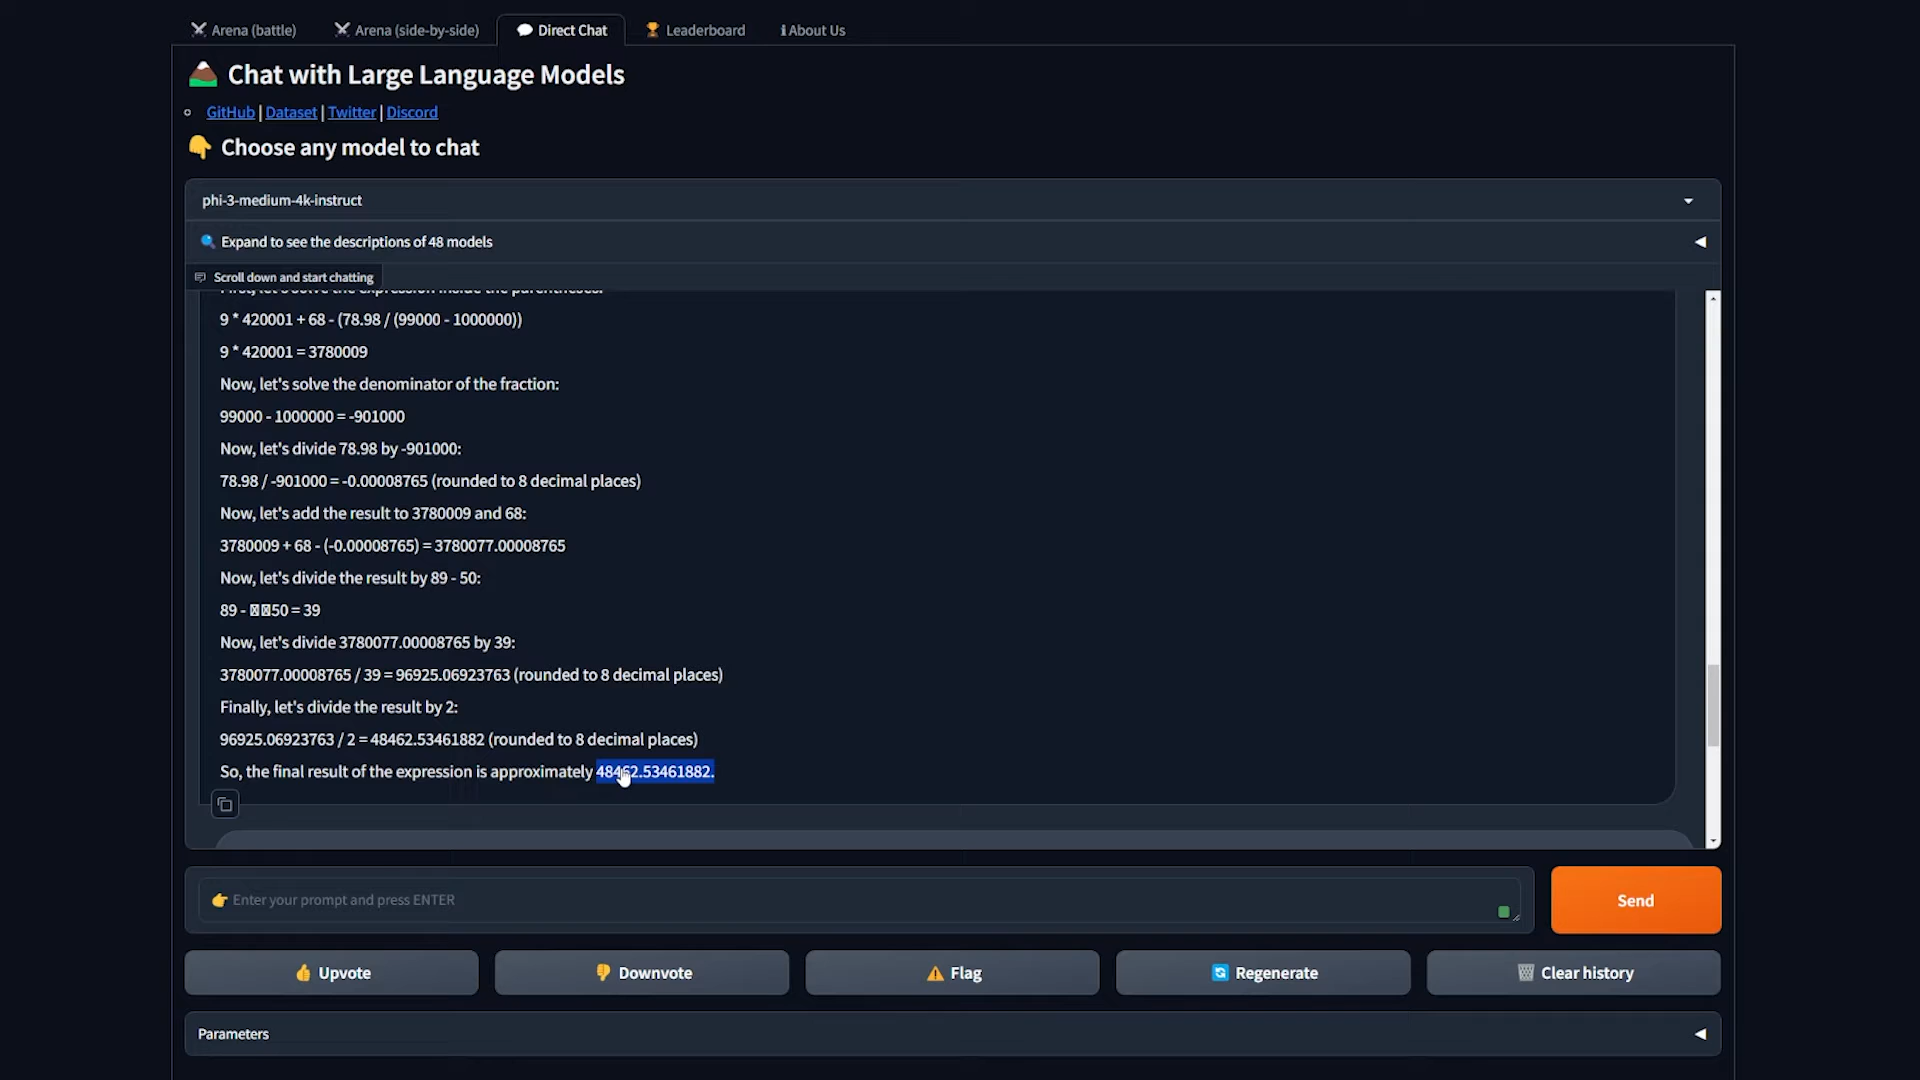 Arena (battle)
Arena (side-by-side)
Direct Chat
Leaderboard
About Us
Chat with Large Language Models
GitHub | Dataset | Twitter | Discord
Choose any model to chat
phi-3-medium-4k-instruct
Expand to see the descriptions of 48 models
Scroll down and start chatting
First, let's solve the expression inside the parentheses:
9 * 420001 + 68 - (78.98 / (99000 - 1000000))
9 * 420001 = 3780009
Now, let's solve the denominator of the fraction:
99000 - 1000000 = -901000
Now, let's divide 78.98 by -901000:
78.98 / -901000 = -0.00008765 (rounded to 8 decimal places)
Now, let's add the result to 3780009 and 68:
3780009 + 68 - (-0.00008765) = 3780077.00008765
Now, let's divide the result by 89 - 50:
89 - 50 = 39
Now, let's divide 3780077.00008765 by 39:
3780077.00008765 / 39 = 96925.06923763 (rounded to 8 decimal places)
Finally, let's divide the result by 2:
96925.06923763 / 2 = 48462.53461882 (rounded to 8 decimal places)
So, the final result of the expression is approximately 48462.53461882.
Enter your prompt and press ENTER
Send
Upvote
Downvote
Flag
Regenerate
Clear history
Parameters